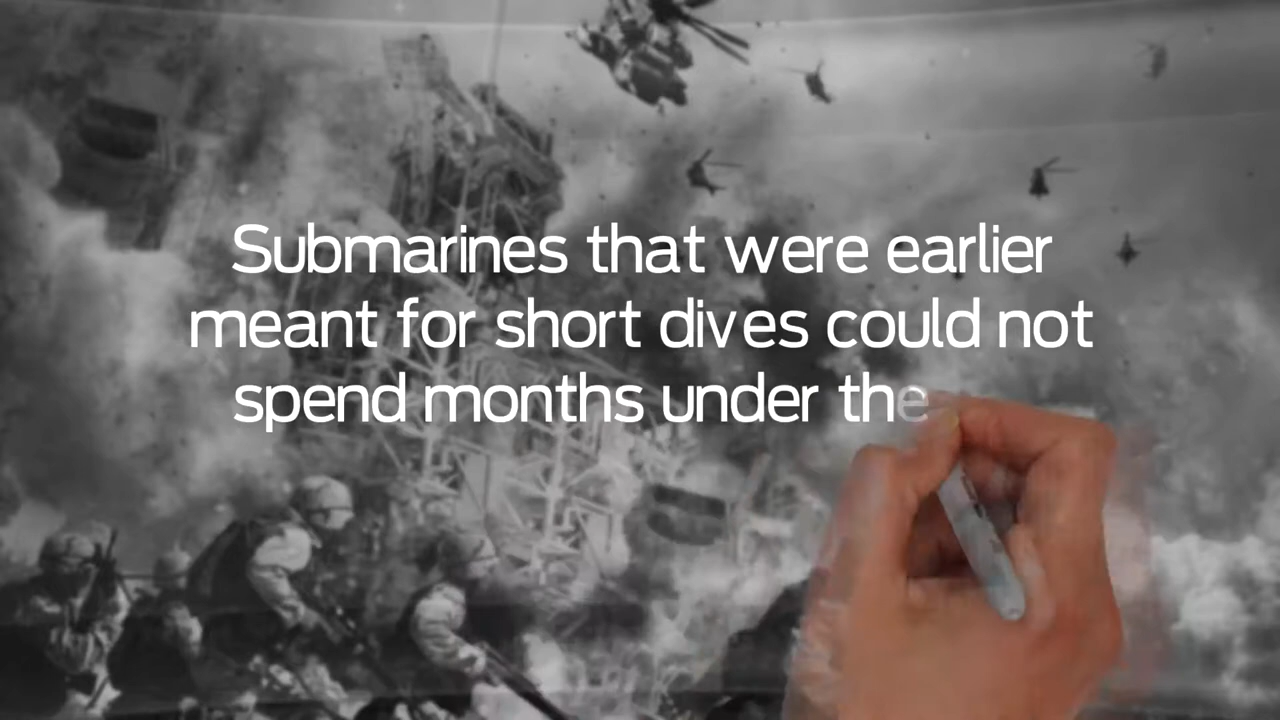 Submarines that were earlier
meant for short dives could not
spend months under the